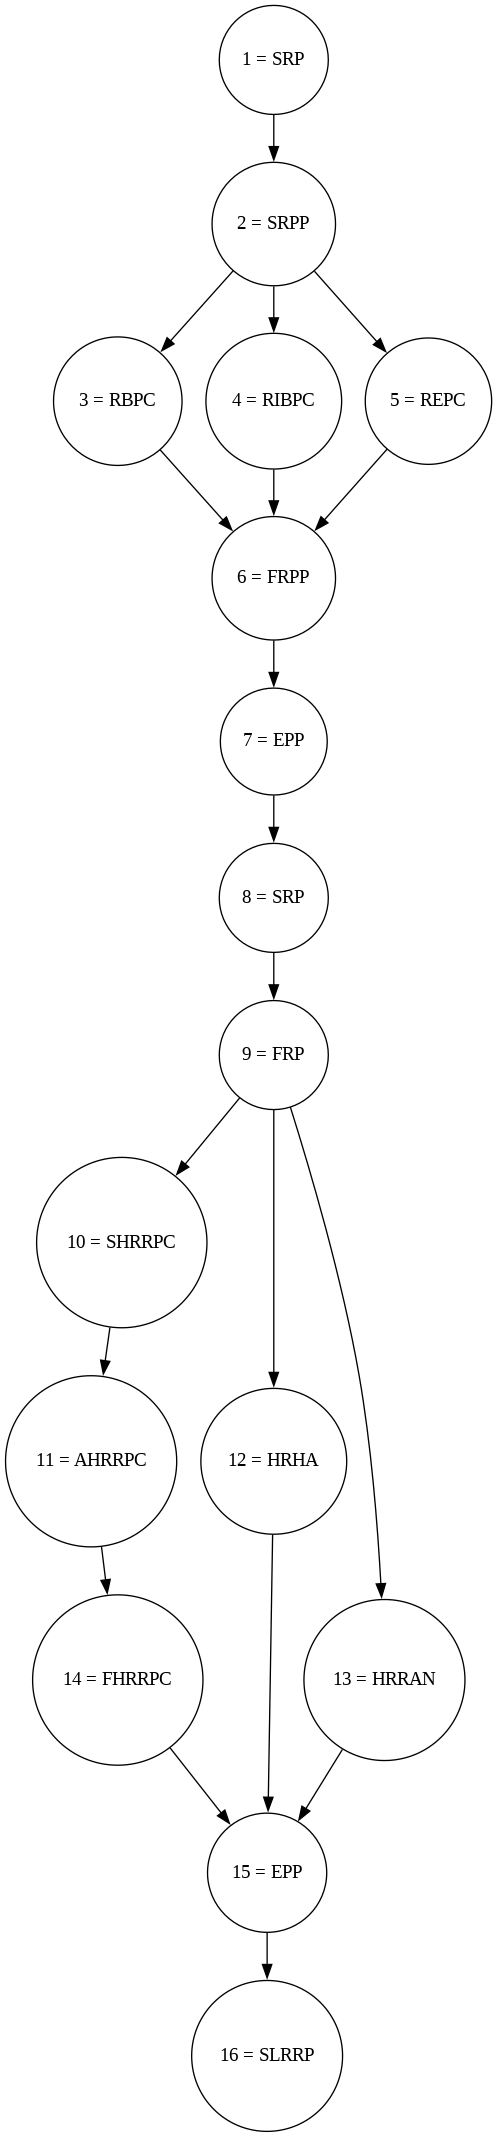 1 = SRP
2 = SRPP
3 = RBPC
4 = RIBPC
5 = REPC
6 = FRPP
7 = EPP
8 = SRP
9 = FRP
10 = SHRRPC
11 = AHRRPC
12 = HRHA
14 = FHRRPC
13 = HRRAN
15 = EPP
16 = SLRRP